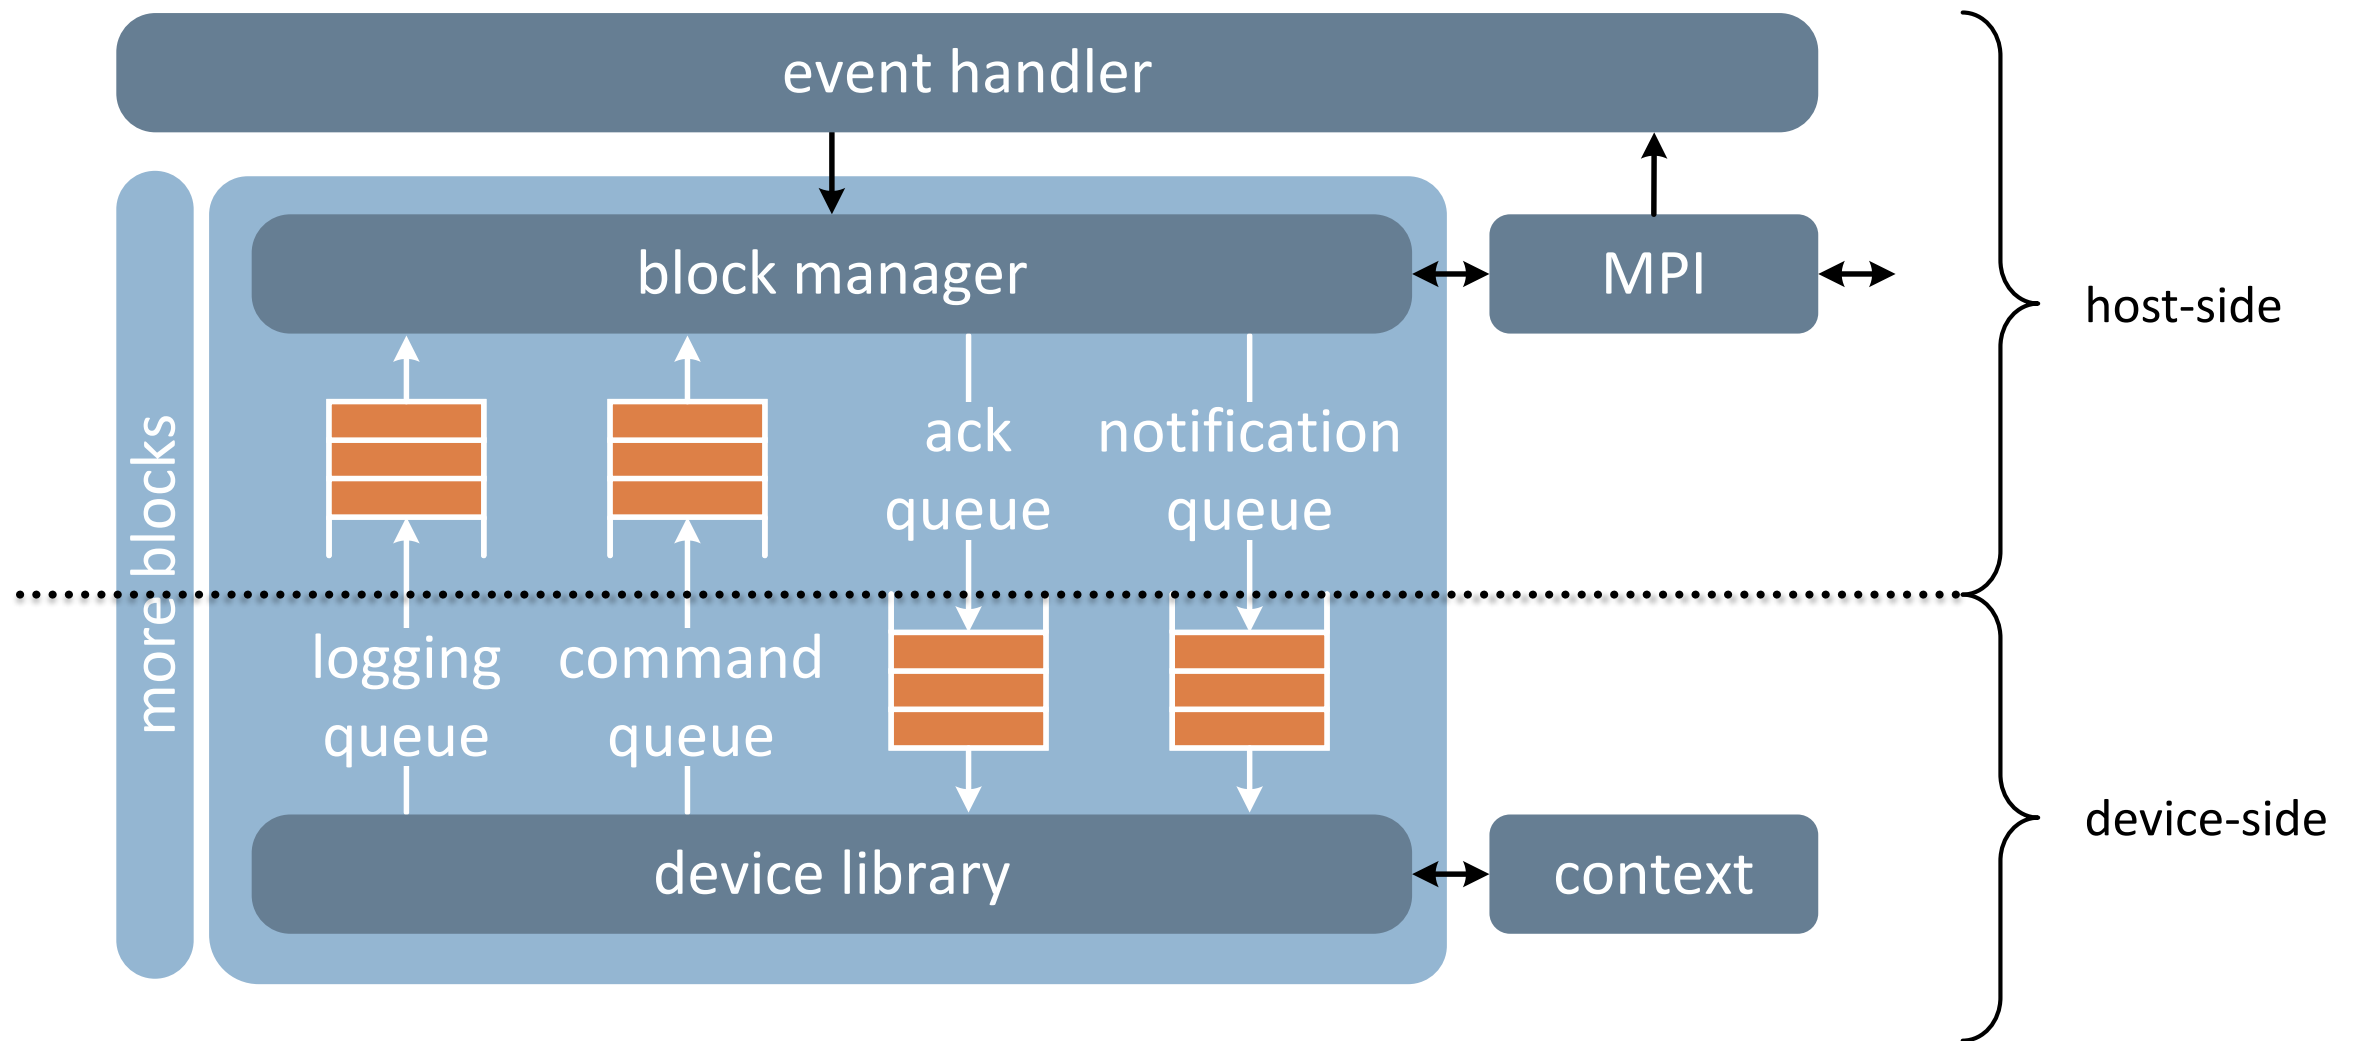 event handler
block manager
MPI
host-side
more blocks
ack
queue
notification
queue
logging
queue
command
queue
device library
context
device-side